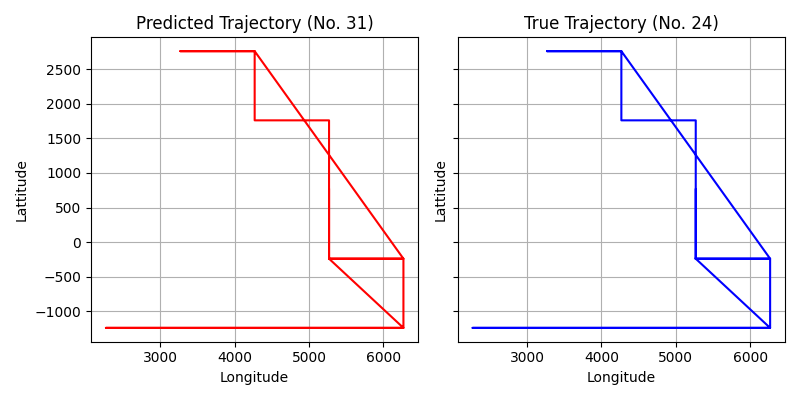 Predicted Trajectory (No. 31)
True Trajectory (No. 24)
2500
2000
1500
1000
500
0
−500
−1000
Lattitude
Lattitude
3000 4000 5000 6000
3000 4000 5000 6000
Longitude
Longitude